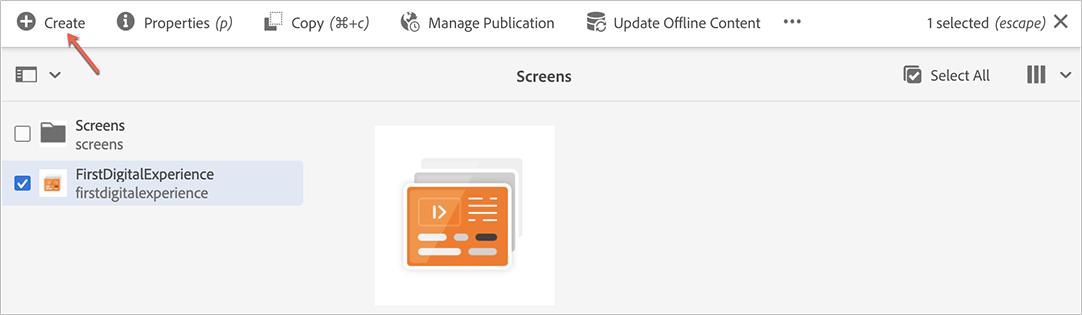 Create Properties (p) Copy (⌘+c) Manage Publication Update Offline Content ••• 1 selected (escape)
Screens Select All
Screens
screens
FirstDigitalExperience
firstdigitalexperience